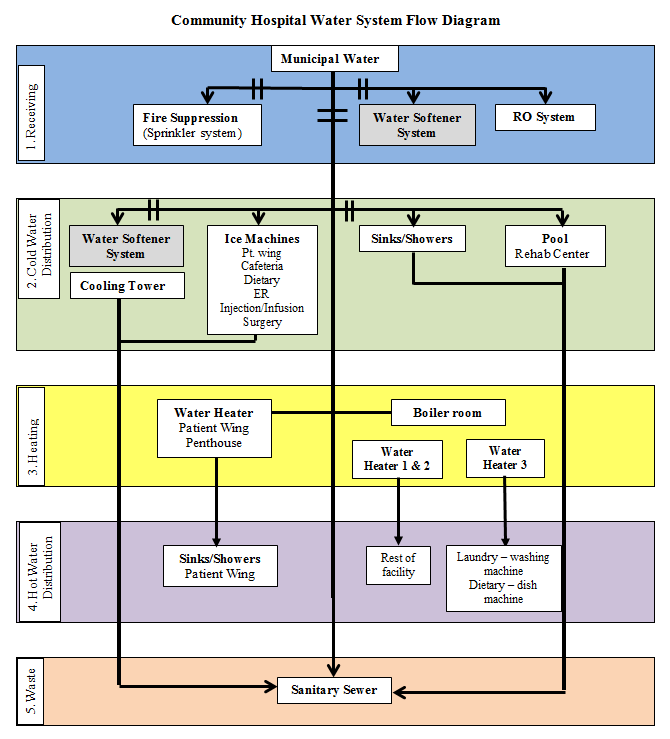 Community Hospital Water System Flow Diagram
1. Receiving
Municipal Water
Fire Suppression
(Sprinkler system)
Water Softener
System
RO System
2. Cold Water
Distribution
Water Softener
System
Cooling Tower
Ice Machines
Pt. wing
Cafeteria
Dietary
ER
Injection/Infusion
Surgery
Sinks/Showers
Pool
Rehab Center
3. Heating
Water Heater
Patient Wing
Penthouse
Boiler room
Water
Heater 1 & 2
Water
Heater 3
4. Hot Water
Distribution
Sinks/Showers
Patient Wing
Rest of
facility
Laundry – washing
machine
Dietary – dish
machine
5. Waste
Sanitary Sewer